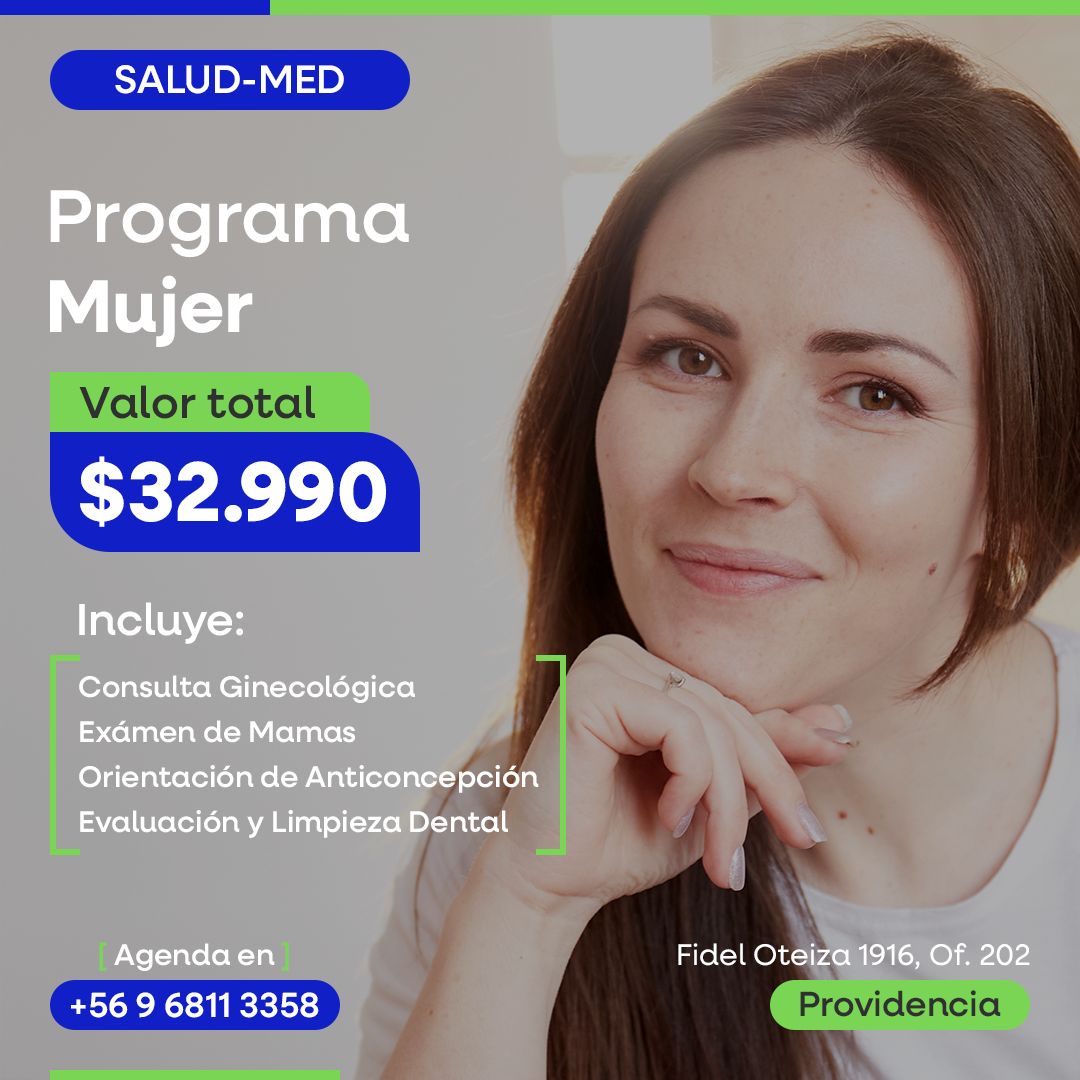 SALUD-MED
Programa
Mujer
Valor total
$32.990
Incluye:
Consulta Ginecológica
Exámen de Mamas
Orientación de Anticoncepción
Evaluación y Limpieza Dental
[ Agenda en ]
+56 9 6811 3358
Fidel Oteiza 1916, Of. 202
Providencia